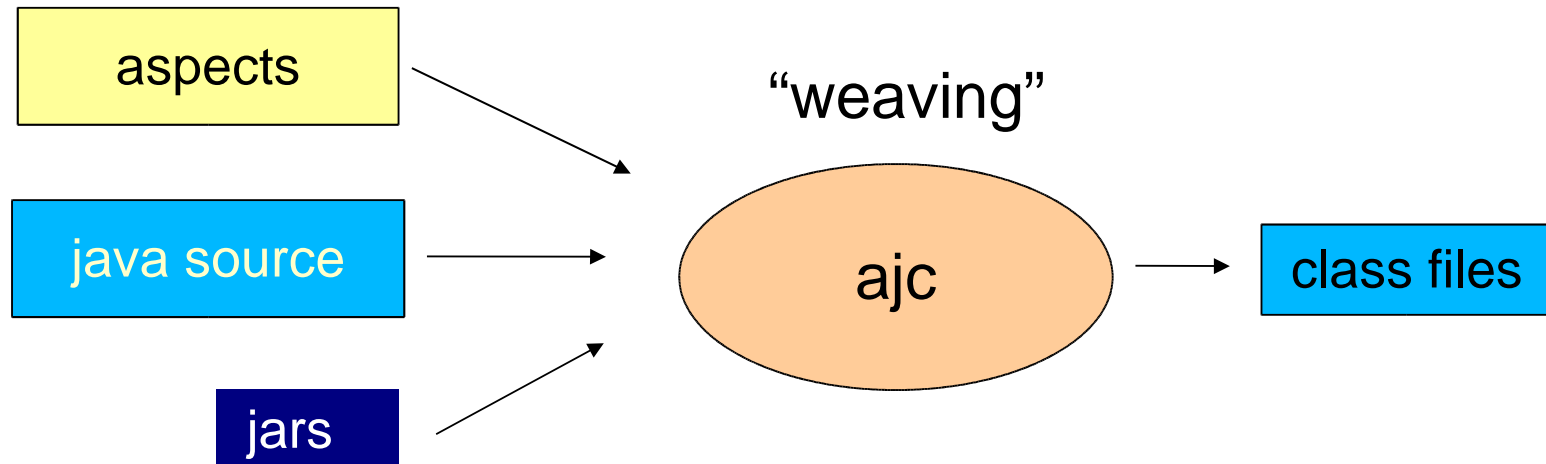 aspects
“weaving”
java source
ajc
class files
jars